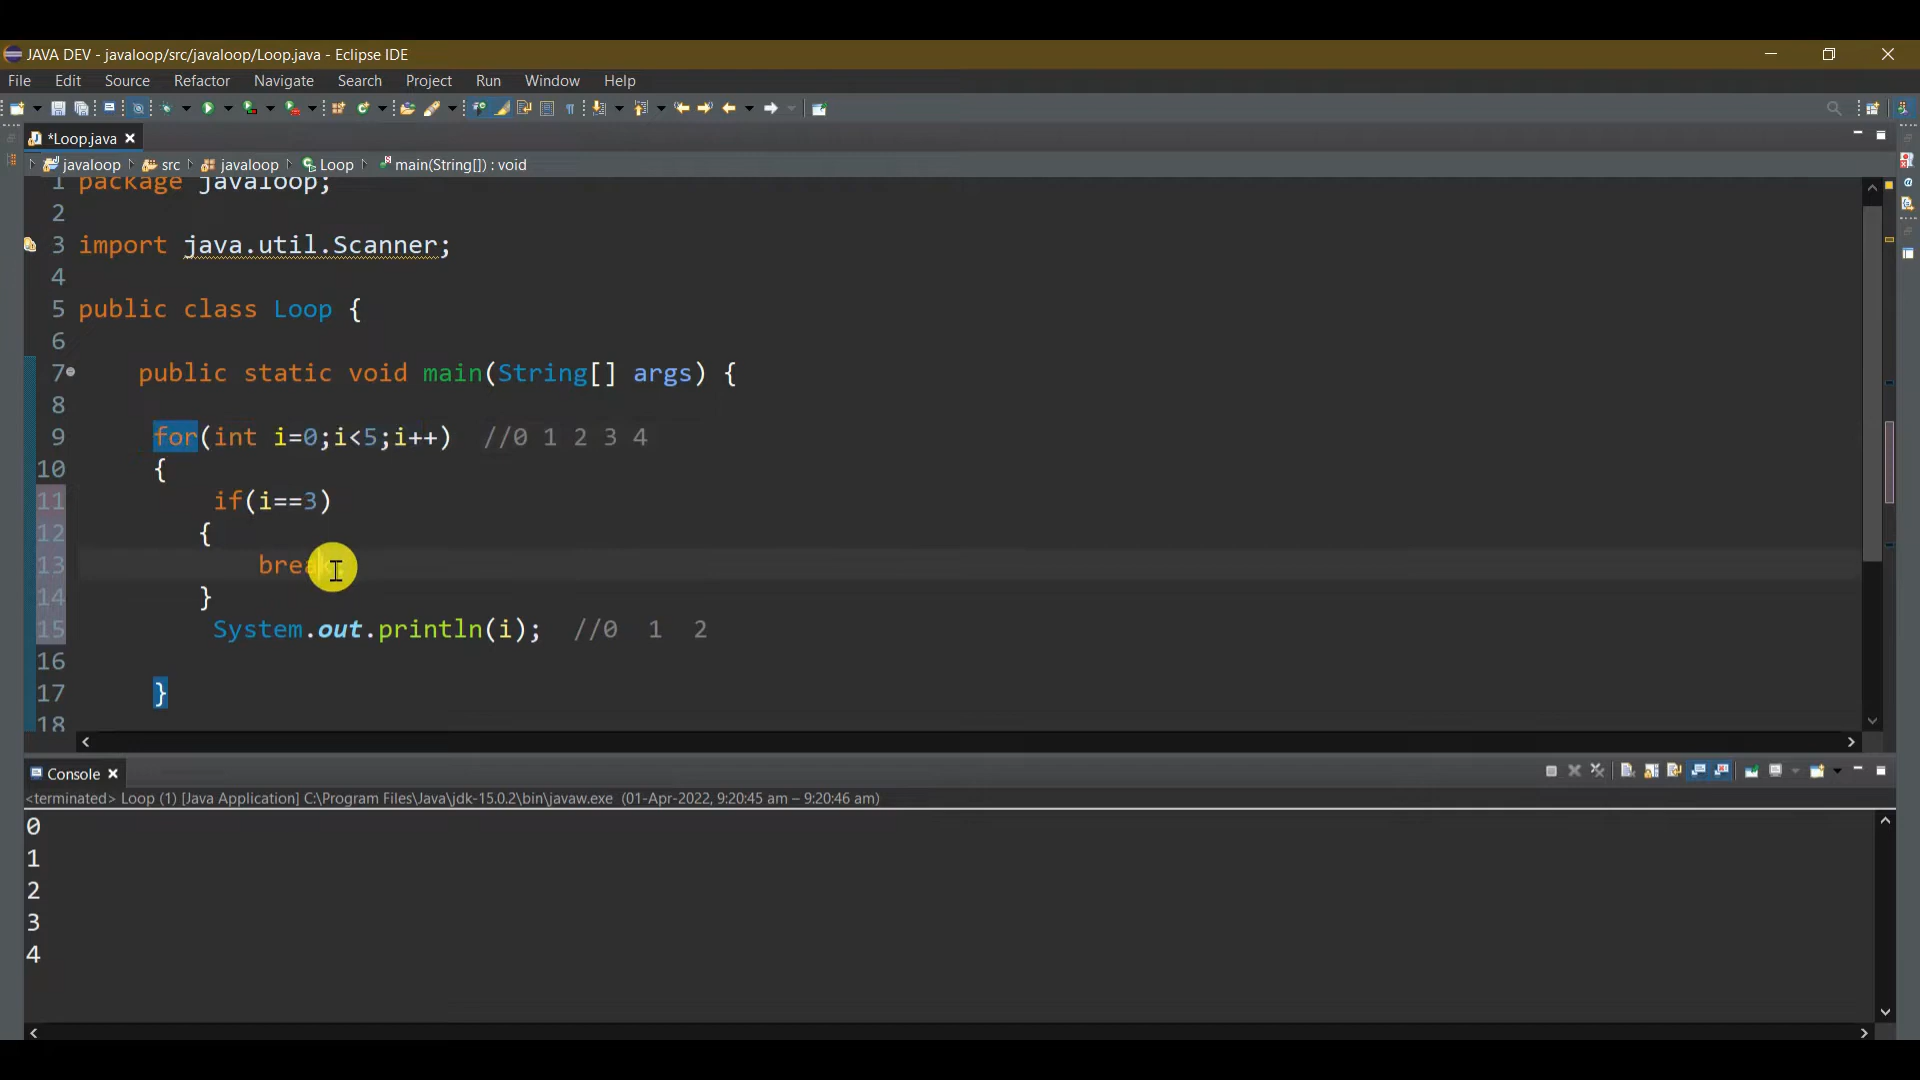 JAVA DEV - javaloop/src/javaloop/Loop.java - Eclipse IDE
File Edit Source Refactor Navigate Search Project Run Window Help
*Loop.java
javaloop src javaloop Loop main(String[]) : void
1 package javaloop;
2
3 import java.util.Scanner;
4
5 public class Loop {
6
7 public static void main(String[] args) {
8
9 for(int i=0;i<5;i++) //0 1 2 3 4
10 {
11 if(i==3)
12 {
13 break;
14 }
15 System.out.println(i); //0 1 2
16
17 }
18
Console
<terminated> Loop (1) [Java Application] C:\Program Files\Java\jdk-15.0.2\bin\javaw.exe (01-Apr-2022, 9:20:45 am – 9:20:46 am)
0
1
2
3
4